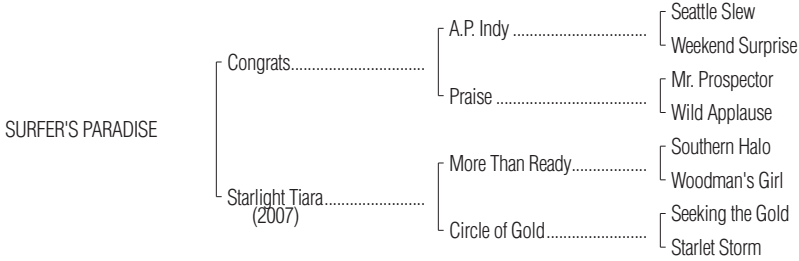 Seattle Slew
A.P. Indy
Weekend Surprise
Congrats
Mr. Prospector
Praise
Wild Applause
SURFER'S PARADISE
Southern Halo
More Than Ready
Woodman's Girl
Starlight Tiara
(2007)
Seeking the Gold
Circle of Gold
Starlet Storm